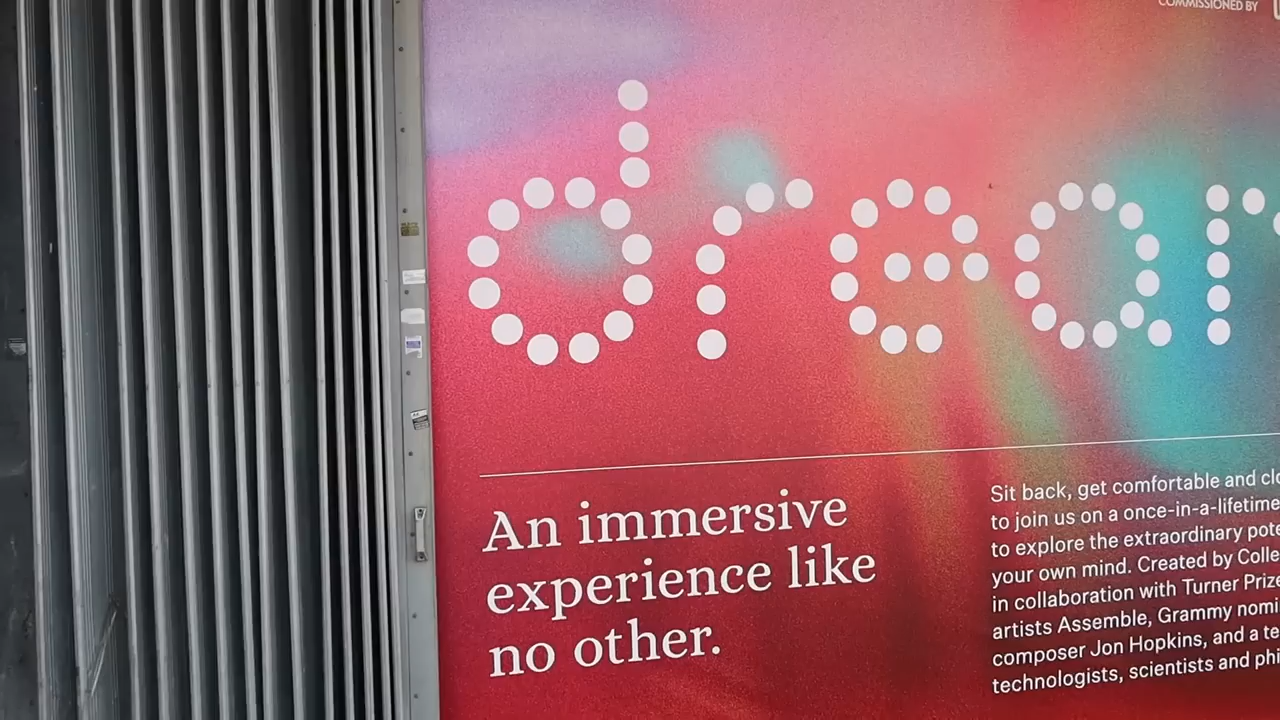 COMMISSIONED BY
drear
An immersive
experience like
no other.
Sit back, get comfortable and clo
to join us on a once-in-a-lifetime
to explore the extraordinary pote
your own mind. Created by Colle
in collaboration with Turner Prize
artists Assemble, Grammy nomi
composer Jon Hopkins, and a te
technologists, scientists and phi